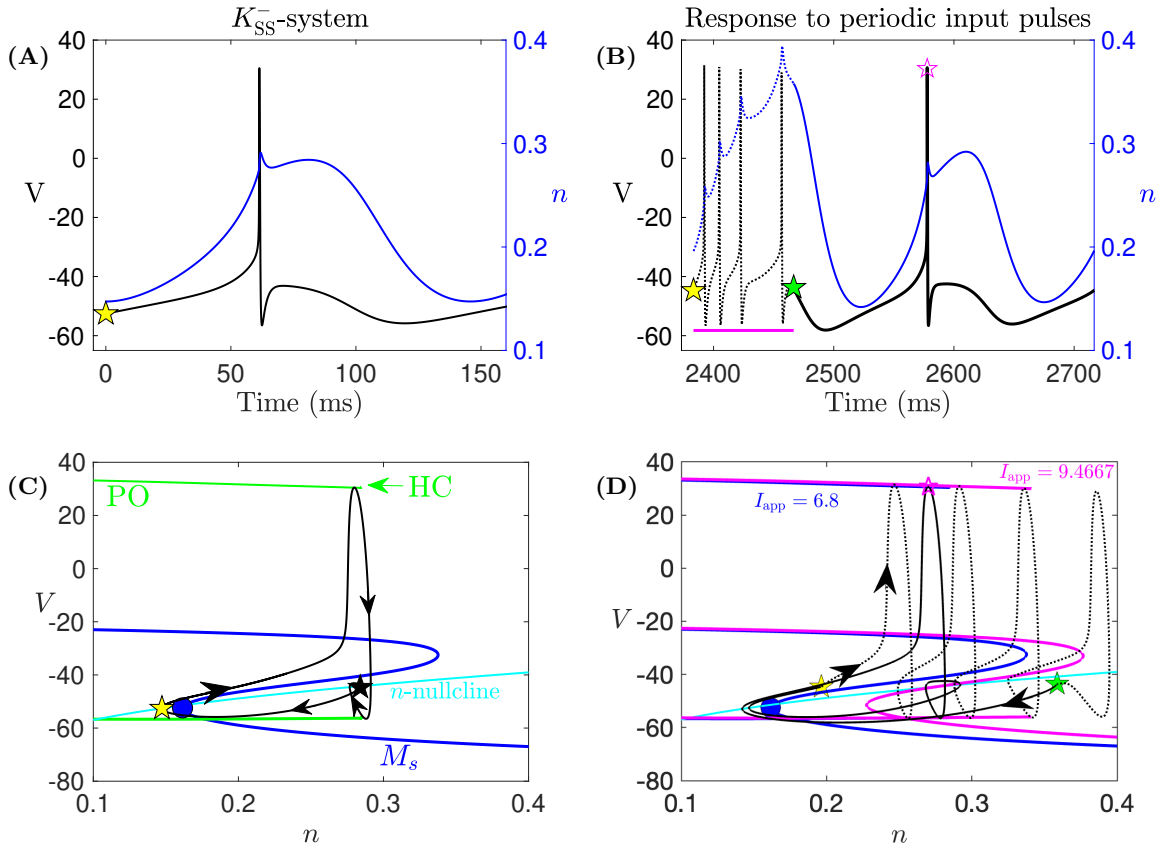 K_SS^--system
Response to periodic input pulses
(A)
40
20
0
-20
-40
-60
V
0.4
0.3
0.2
0.1
n
0
50
100
150
Time (ms)
(B)
40
20
0
-20
-40
-60
V
0.4
0.3
0.2
0.1
n
2400
2500
2600
2700
Time (ms)
(C)
40
20
0
-20
-40
-60
-80
V
PO
HC
n-nullcline
M_s
0.1
0.2
0.3
0.4
n
(D)
40
20
0
-20
-40
-60
-80
V
I_app = 9.4667
I_app = 6.8
0.1
0.2
0.3
0.4
n